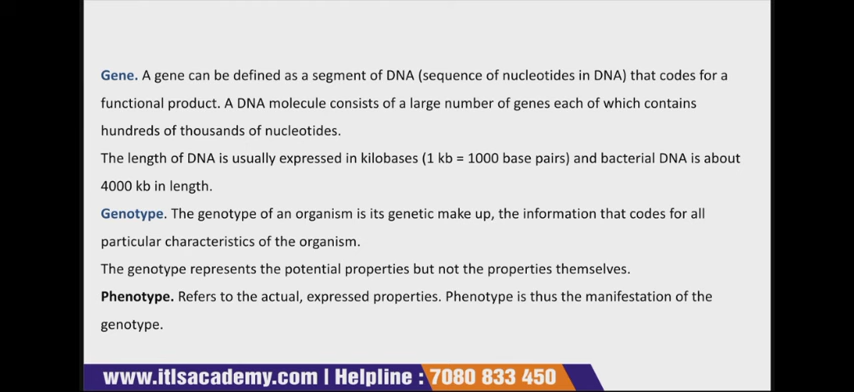 Gene. A gene can be defined as a segment of DNA (sequence of nucleotides in DNA) that codes for a
functional product. A DNA molecule consists of a large number of genes each of which contains
hundreds of thousands of nucleotides.
The length of DNA is usually expressed in kilobases (1 kb = 1000 base pairs) and bacterial DNA is about
4000 kb in length.
Genotype. The genotype of an organism is its genetic make up, the information that codes for all
particular characteristics of the organism.
The genotype represents the potential properties but not the properties themselves.
Phenotype. Refers to the actual, expressed properties. Phenotype is thus the manifestation of the
genotype.
www.itlsacademy.com | Helpline : 7080 833 450